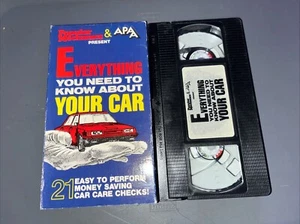 & APAA
PRESENT
EVERYTHING
YOU NEED TO
KNOW ABOUT
YOUR CAR
21 EASY TO PERFORM
MONEY SAVING
CAR CARE CHECKS!
EVERYTHING
YOU NEED TO
KNOW ABOUT
YOUR CAR